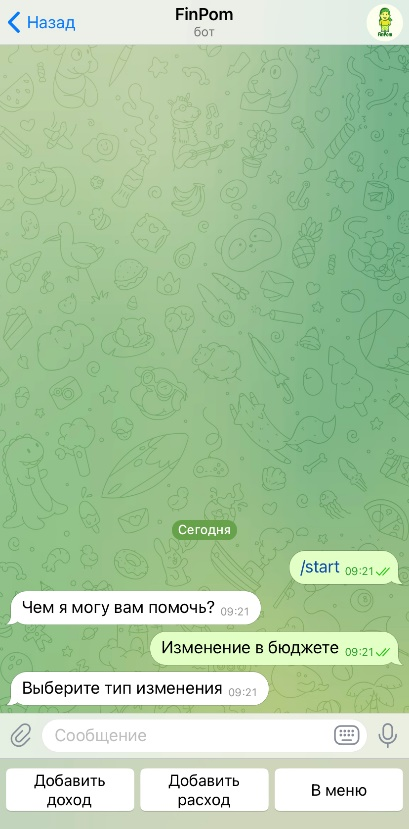 Назад
FinPom
бот
FinPom
Сегодня
/start 09:21
Чем я могу вам помочь? 09:21
Изменение в бюджете 09:21
Выберите тип изменения 09:21
Сообщение
Добавить
доход
Добавить
расход
В меню